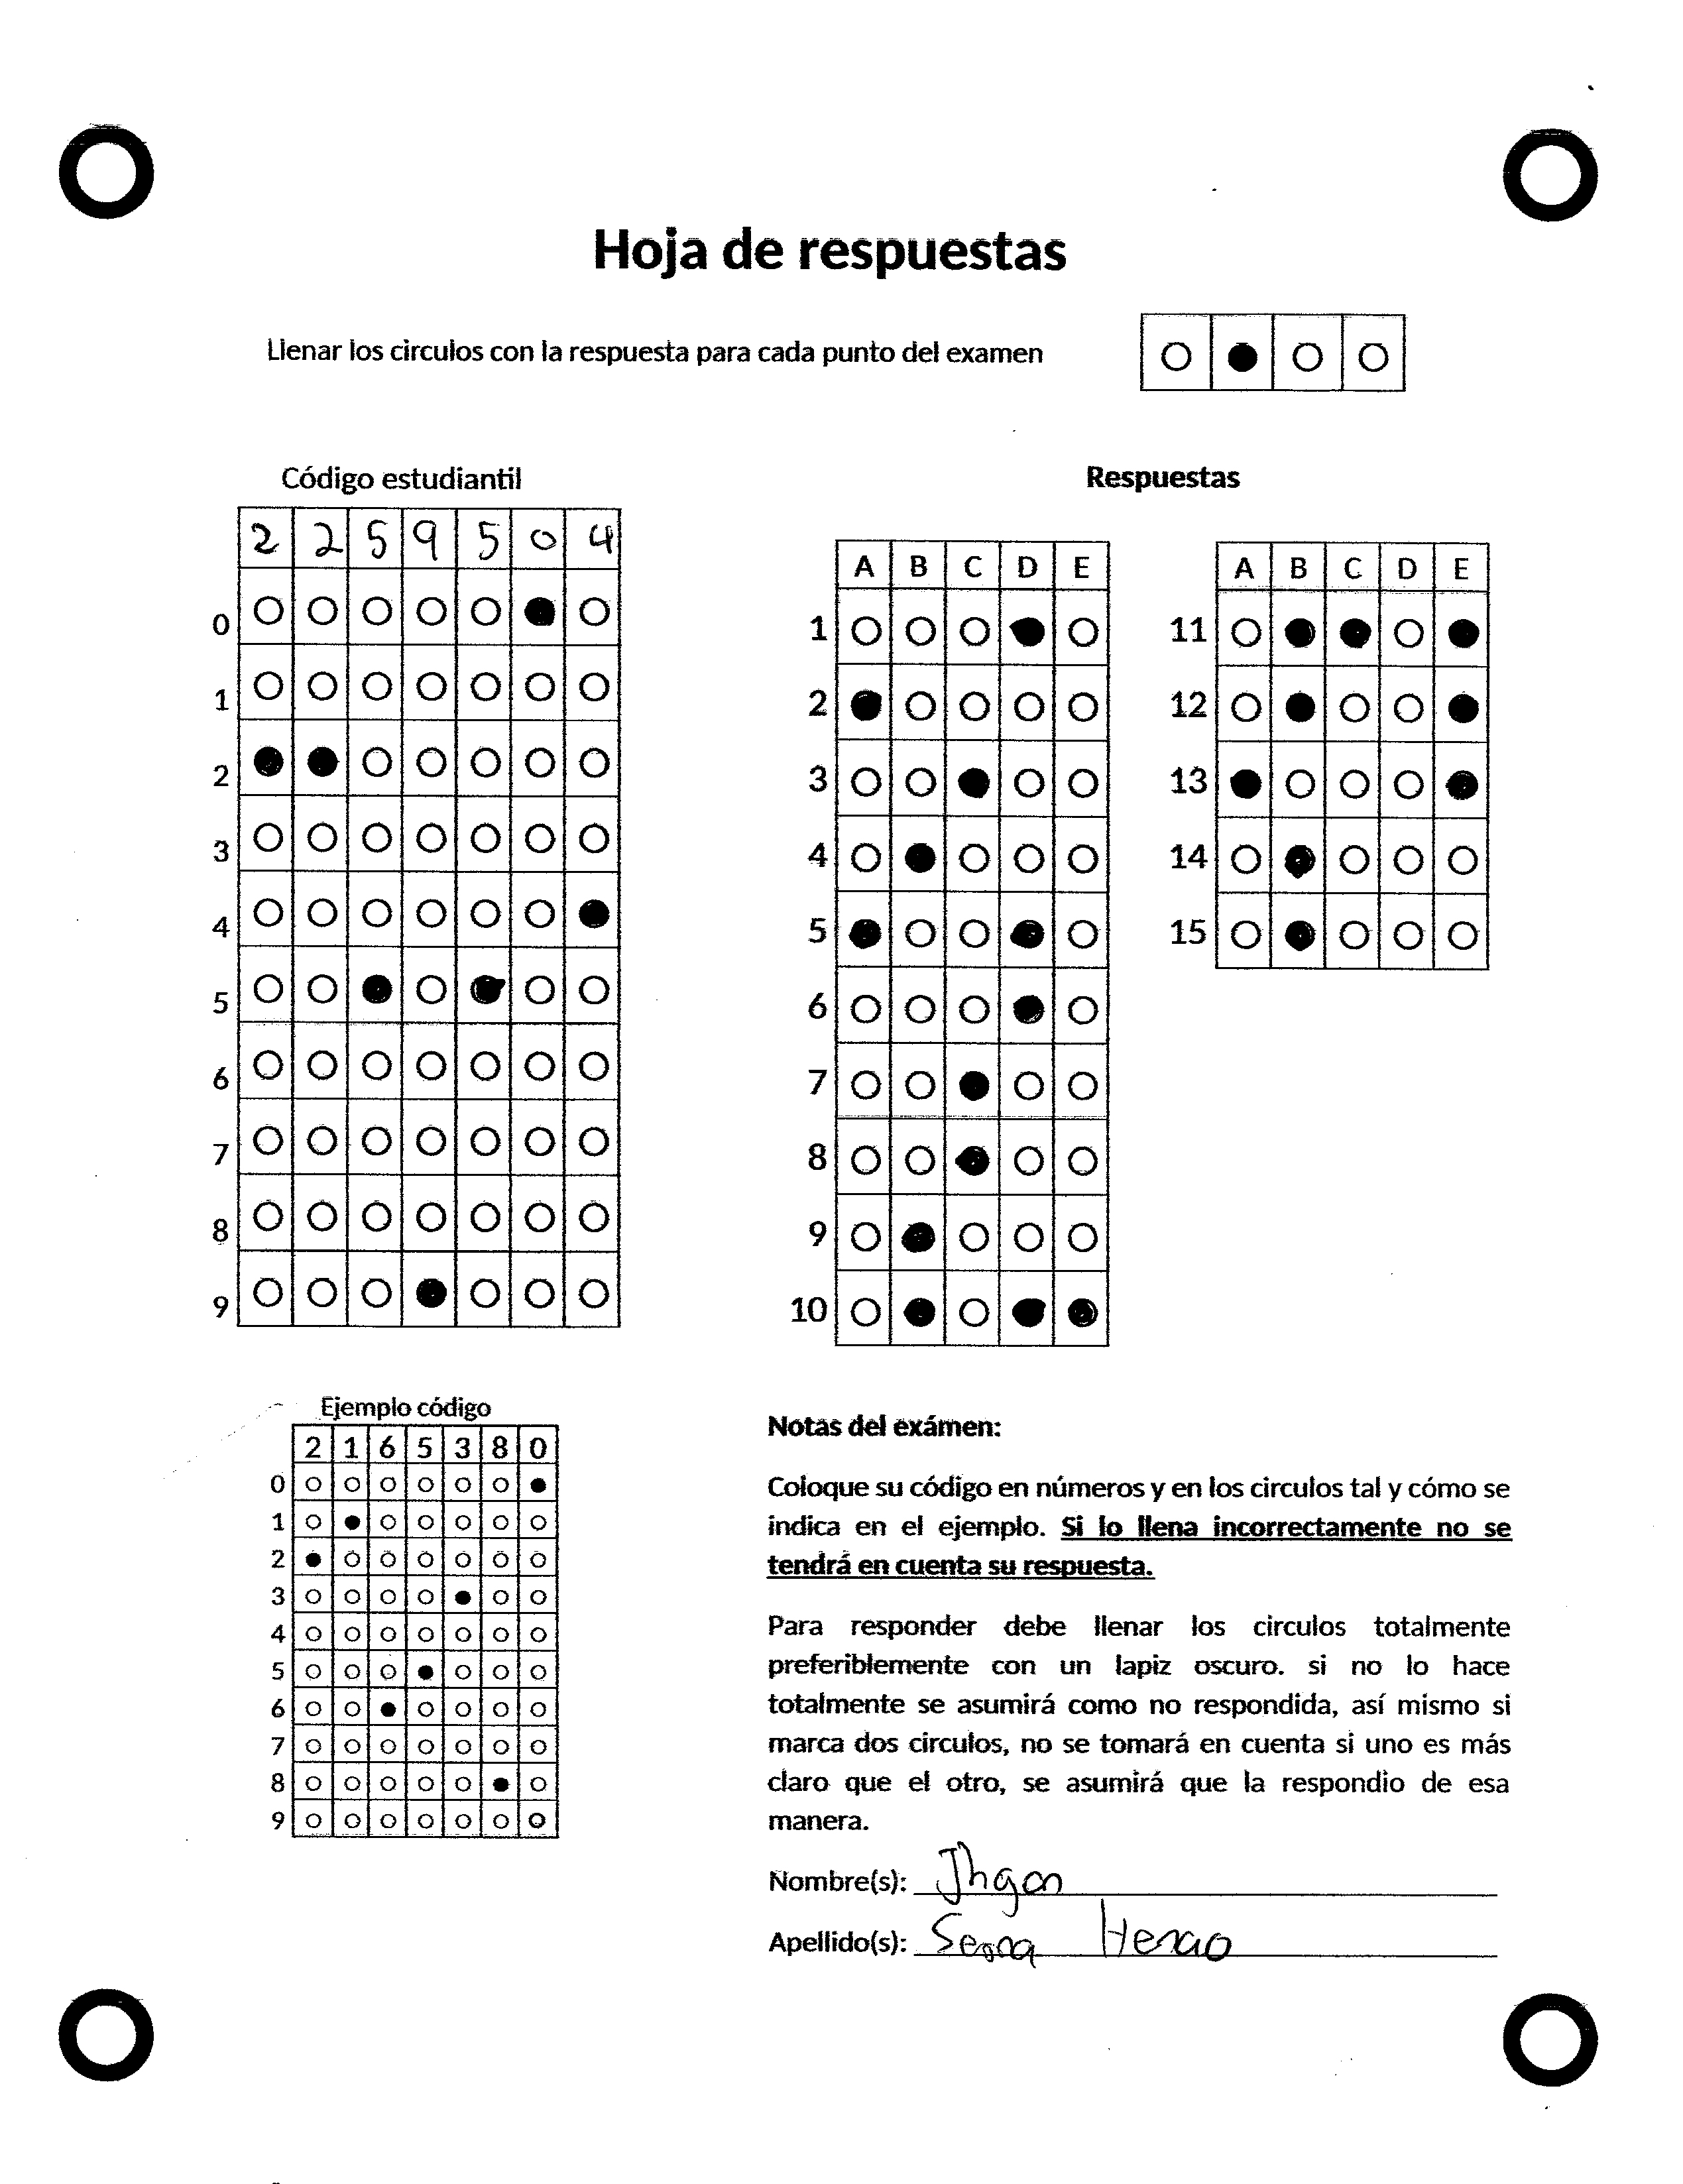 Hoja de respuestas
Llenar los circulos con la respuesta para cada punto del examen
Código estudiantil
2 2 5 9 5 0 4
0
1
2
3
4
5
6
7
8
9
Respuestas
A B C D E
1
2
3
4
5
6
7
8
9
10
A B C D E
11
12
13
14
15
Ejemplo código
2 1 6 5 3 8 0
0
1
2
3
4
5
6
7
8
9
Notas del exámen:
Coloque su código en números y en los circulos tal y cómo se
indica en el ejemplo. Si lo llena incorrectamente no se
tendrá en cuenta su respuesta.
Para responder debe llenar los circulos totalmente
preferiblemente con un lapiz oscuro. si no lo hace
totalmente se asumirá como no respondida, así mismo si
marca dos circulos, no se tomará en cuenta si uno es más
claro que el otro, se asumirá que la respondio de esa
manera.
Nombre(s): Jhgon
Apellido(s): Serna Henao